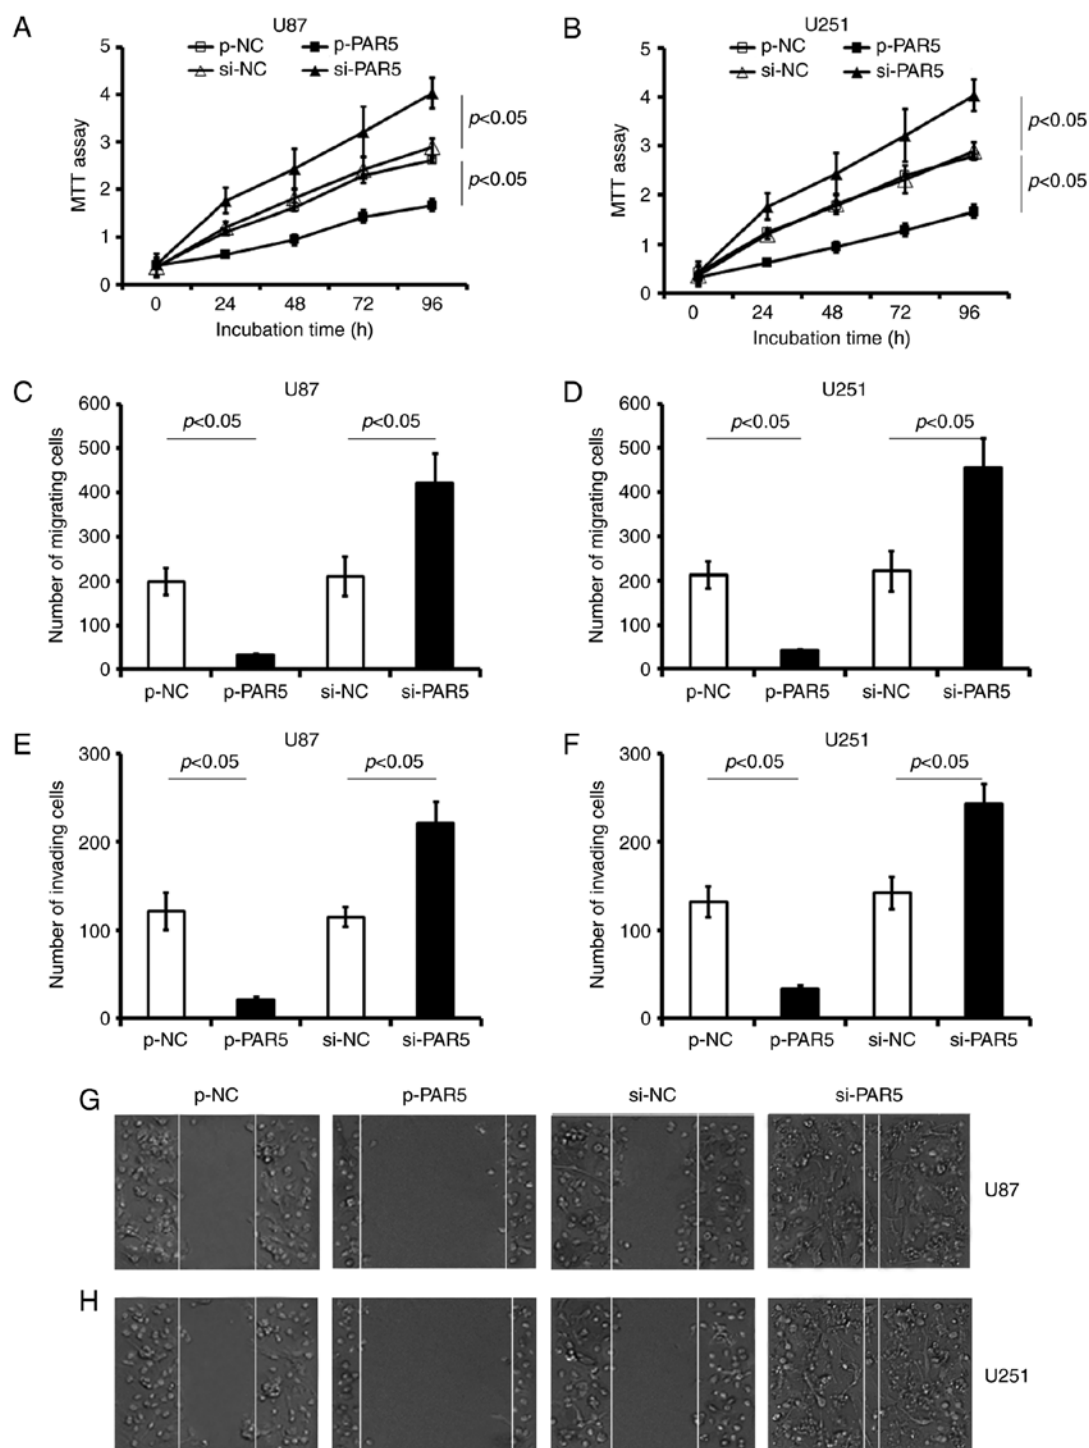 A
U87
p-NC p-PAR5
si-NC si-PAR5
5
4
3
2
1
0
MTT assay
p<0.05
p<0.05
0 24 48 72 96
Incubation time (h)
B
U251
p-NC p-PAR5
si-NC si-PAR5
5
4
3
2
1
0
MTT assay
p<0.05
p<0.05
0 24 48 72 96
Incubation time (h)
C
U87
600
500
400
300
200
100
0
Number of migrating cells
p<0.05 p<0.05
p-NC p-PAR5 si-NC si-PAR5
D
U251
600
500
400
300
200
100
0
Number of migrating cells
p<0.05 p<0.05
p-NC p-PAR5 si-NC si-PAR5
E
U87
300
200
100
0
Number of invading cells
p<0.05 p<0.05
p-NC p-PAR5 si-NC si-PAR5
F
U251
300
200
100
0
Number of invading cells
p<0.05 p<0.05
p-NC p-PAR5 si-NC si-PAR5
G
p-NC p-PAR5 si-NC si-PAR5
U87
H
U251